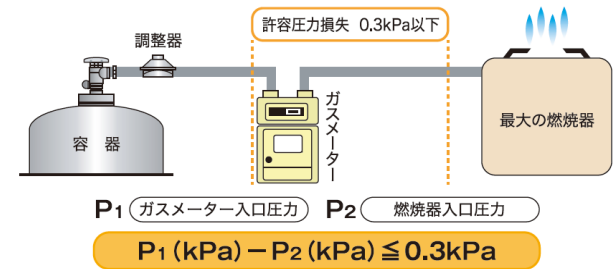 許容圧力損失 0.3kPa以下
調整器
ガスメーター
容 器
最大の燃焼器
P1 ガスメーター入口圧力 P2 燃焼器入口圧力
P1(kPa)－P2(kPa)≦0.3kPa